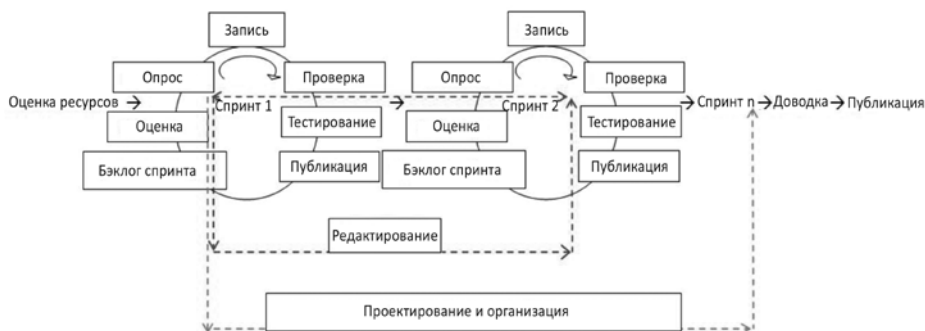 Запись
Запись
Опрос
Проверка
Опрос
Проверка
Оценка ресурсов
Спринт 1
Спринт 2
Спринт n
Доводка
Публикация
Оценка
Тестирование
Оценка
Тестирование
Бэклог спринта
Публикация
Бэклог спринта
Публикация
Редактирование
Проектирование и организация